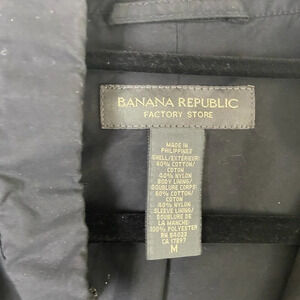 BANANA REPUBLIC
FACTORY STORE
MADE IN
PHILIPPINES
SHELL/EXTERIEUR:
60% COTTON/
COTON
40% NYLON
BODY LINING/
DOUBLURE CORPS:
60% COTTON/
COTON
40% NYLON
SLEEVE LINING/
DOUBLURE DE
LA MANCHE:
100% POLYESTER
RN 54023
CA 17897
M